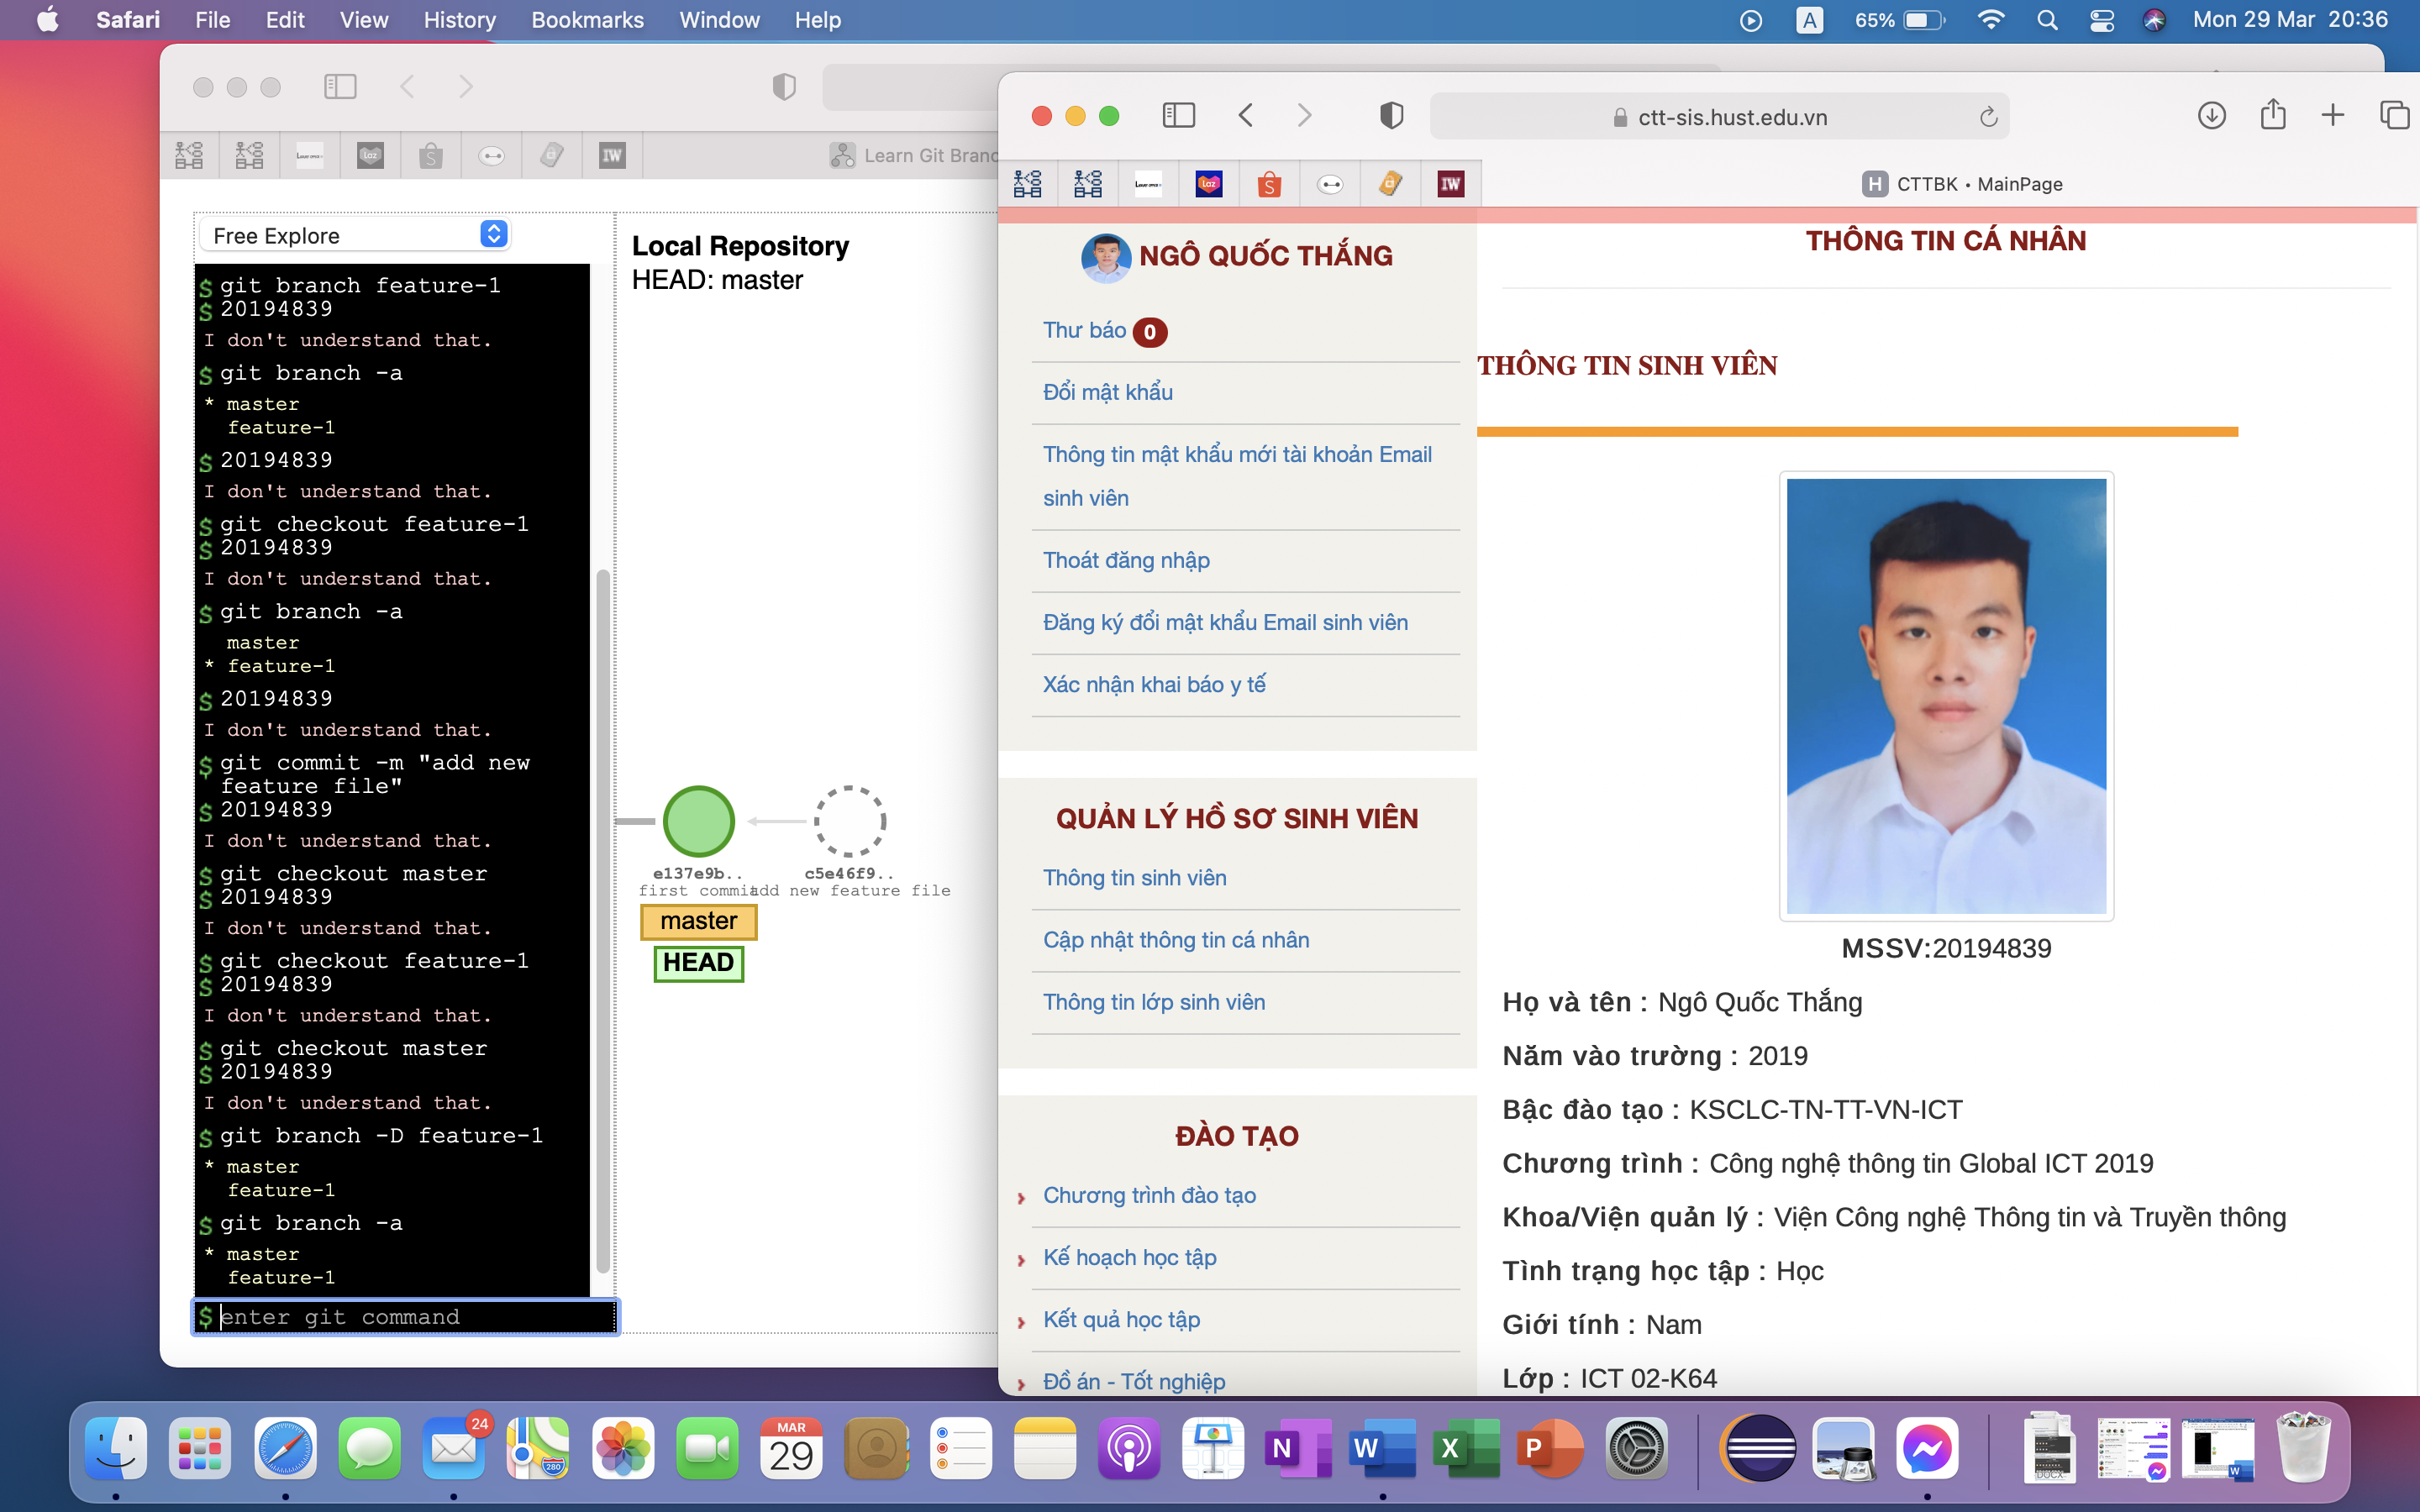 Safari File Edit View History Bookmarks Window Help
A 65% Mon 29 Mar 20:36
Learn Git Branc
Free Explore
$ git branch feature-1
$ 20194839
I don't understand that.
$ git branch -a
* master
feature-1
$ 20194839
I don't understand that.
$ git checkout feature-1
$ 20194839
I don't understand that.
$ git branch -a
master
* feature-1
$ 20194839
I don't understand that.
$ git commit -m "add new
feature file"
$ 20194839
I don't understand that.
$ git checkout master
$ 20194839
I don't understand that.
$ git checkout feature-1
$ 20194839
I don't understand that.
$ git checkout master
$ 20194839
I don't understand that.
$ git branch -D feature-1
* master
feature-1
$ git branch -a
* master
feature-1
$ enter git command
Local Repository
HEAD: master
e137e9b..
first commit
c5e46f9..
add new feature file
master
HEAD
ctt-sis.hust.edu.vn
Laz
S
IW
H CTTBK • MainPage
NGÔ QUỐC THẮNG
Thư báo 0
Đổi mật khẩu
Thông tin mật khẩu mới tài khoản Email
sinh viên
Thoát đăng nhập
Đăng ký đổi mật khẩu Email sinh viên
Xác nhận khai báo y tế
QUẢN LÝ HỒ SƠ SINH VIÊN
Thông tin sinh viên
Cập nhật thông tin cá nhân
Thông tin lớp sinh viên
ĐÀO TẠO
Chương trình đào tạo
Kế hoạch học tập
Kết quả học tập
Đồ án - Tốt nghiệp
THÔNG TIN CÁ NHÂN
THÔNG TIN SINH VIÊN
MSSV:20194839
Họ và tên : Ngô Quốc Thắng
Năm vào trường : 2019
Bậc đào tạo : KSCLC-TN-TT-VN-ICT
Chương trình : Công nghệ thông tin Global ICT 2019
Khoa/Viện quản lý : Viện Công nghệ Thông tin và Truyền thông
Tình trạng học tập : Học
Giới tính : Nam
Lớp : ICT 02-K64
24
280
MAR
29
N
W
X
P
DOCX
W